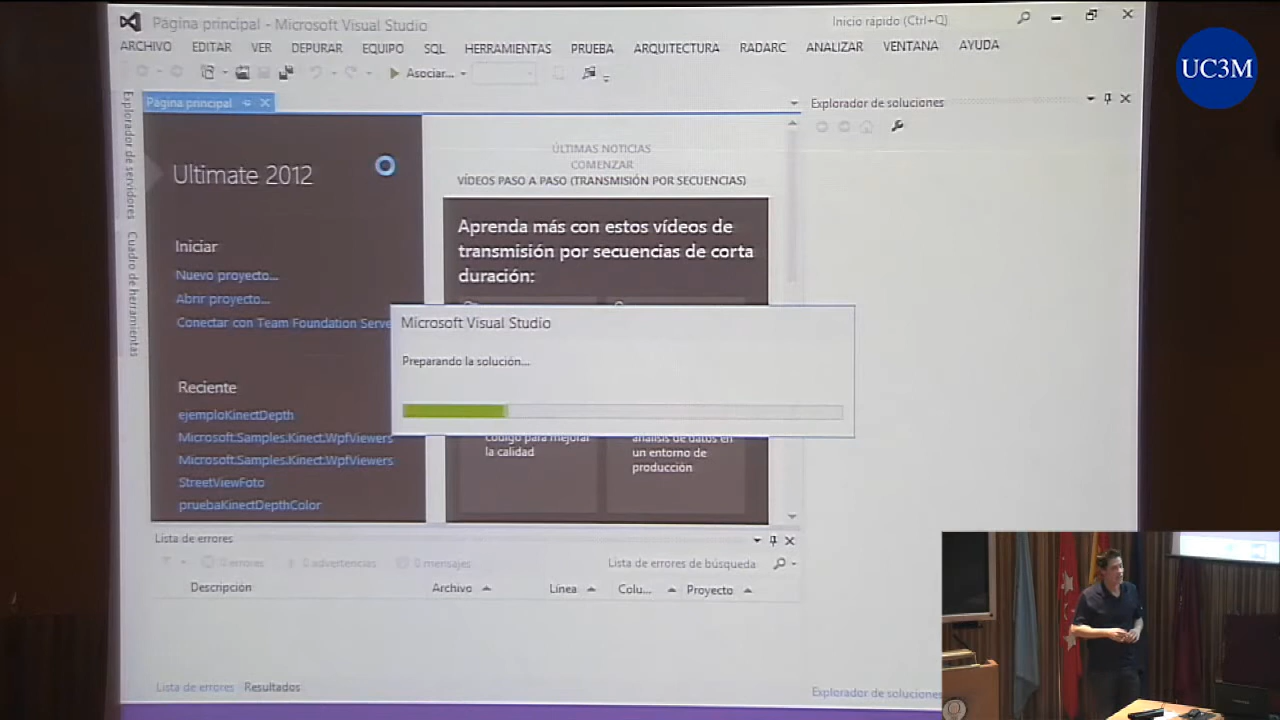 Página principal - Microsoft Visual Studio
Inicio rápido (Ctrl+Q)
ARCHIVO EDITAR VER DEPURAR EQUIPO SQL HERRAMIENTAS PRUEBA ARQUITECTURA RADARC ANALIZAR VENTANA AYUDA
UC3M
Asociar...
Explorador de servidores
Cuadro de herramientas
Página principal
Explorador de soluciones
Ultimate 2012
Iniciar
Nuevo proyecto...
Abrir proyecto...
Conectar con Team Foundation Serve
Reciente
ejemploKinectDepth
Microsoft.Samples.Kinect.WpfViewers
Microsoft.Samples.Kinect.WpfViewers
StreetViewFoto
pruebaKinectDepthColor
ÚLTIMAS NOTICIAS
COMENZAR
VÍDEOS PASO A PASO (TRANSMISIÓN POR SECUENCIAS)
Aprenda más con estos vídeos de
transmisión por secuencias de corta
duración:
Microsoft Visual Studio
Preparando la solución...
código para mejorar
la calidad
análisis de datos en
un entorno de
producción
Lista de errores
0 errores 0 advertencias 0 mensajes
Lista de errores de búsqueda
Descripción Archivo Línea Colu... Proyecto
Lista de errores Resultados
Explorador de soluciones